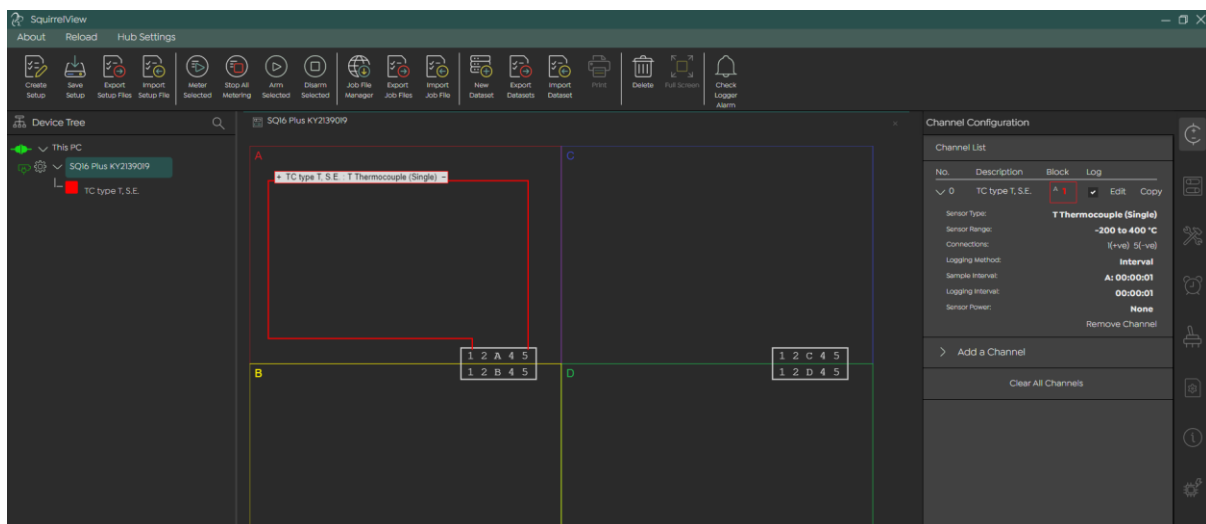 SquirrelView
About Reload Hub Settings
Create Setup
Save Setup
Export Setup Files
Import Setup File
Meter Selected
Stop All Metering
Arm Selected
Disarm Selected
Job File Manager
Export Job Files
Import Job File
New Dataset
Export Datasets
Import Dataset
Print
Delete
Full Screen
Check Logger Alarm
Device Tree
This PC
SQ16 Plus KY2139019
TC type T, S.E.
SQ16 Plus KY2139019
×
A
C
+ TC type T, S.E. : T Thermocouple (Single) −
1 2 A 4 5
1 2 C 4 5
B
1 2 B 4 5
D
1 2 D 4 5
Channel Configuration
Channel List
No. Description Block Log
0 TC type T, S.E. A 1 Edit Copy
Sensor Type: T Thermocouple (Single)
Sensor Range: -200 to 400 °C
Connections: 1(+ve) 5(-ve)
Logging Method: Interval
Sample Interval: A: 00:00:01
Logging Interval: 00:00:01
Sensor Power: None
Remove Channel
Add a Channel
Clear All Channels